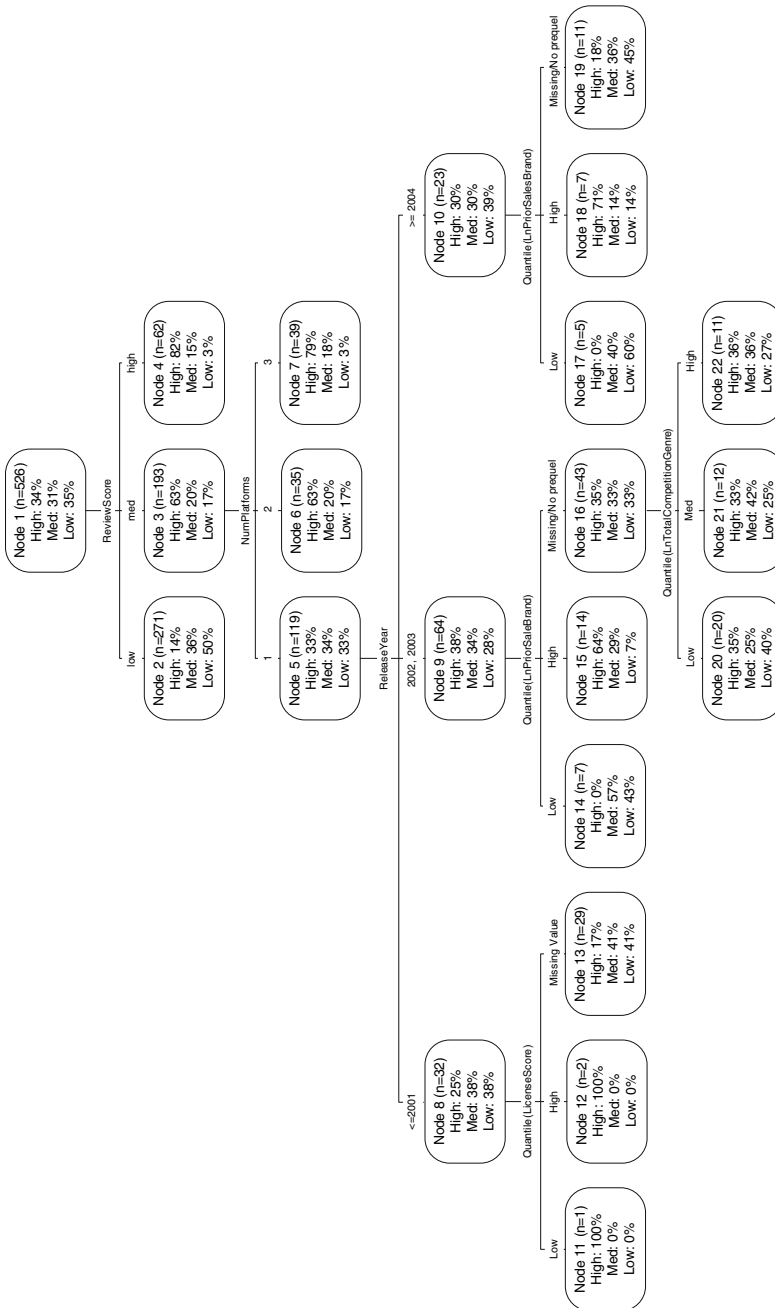 Node 1 (n=526)
High: 34%
Med: 31%
Low: 35%
ReviewScore
low
med
high
Node 2 (n=271)
High: 14%
Med: 36%
Low: 50%
Node 3 (n=193)
High: 63%
Med: 20%
Low: 17%
Node 4 (n=62)
High: 82%
Med: 15%
Low: 3%
NumPlatforms
1
2
3
Node 5 (n=119)
High: 33%
Med: 34%
Low: 33%
Node 6 (n=35)
High: 63%
Med: 20%
Low: 17%
Node 7 (n=39)
High: 79%
Med: 18%
Low: 3%
ReleaseYear
<=2001
2002, 2003
>= 2004
Node 8 (n=32)
High: 25%
Med: 38%
Low: 38%
Node 9 (n=64)
High: 38%
Med: 34%
Low: 28%
Node 10 (n=23)
High: 30%
Med: 30%
Low: 39%
Quantile(LicenseScore)
Low
High
Missing Value
Quantile(LnPriorSaleBrand)
Low
High
Missing/No prequel
Quantile(LnPriorSalesBrand)
Low
High
Missing/No prequel
Node 11 (n=1)
High: 100%
Med: 0%
Low: 0%
Node 12 (n=2)
High: 100%
Med: 0%
Low: 0%
Node 13 (n=29)
High: 17%
Med: 41%
Low: 41%
Node 14 (n=7)
High: 0%
Med: 57%
Low: 43%
Node 15 (n=14)
High: 64%
Med: 29%
Low: 7%
Node 16 (n=43)
High: 35%
Med: 33%
Low: 33%
Node 17 (n=5)
High: 0%
Med: 40%
Low: 60%
Node 18 (n=7)
High: 71%
Med: 14%
Low: 14%
Node 19 (n=11)
High: 18%
Med: 36%
Low: 45%
Quantile(LnTotalCompetitionGenre)
Low
Med
High
Node 20 (n=20)
High: 35%
Med: 25%
Low: 40%
Node 21 (n=12)
High: 33%
Med: 42%
Low: 25%
Node 22 (n=11)
High: 36%
Med: 36%
Low: 27%